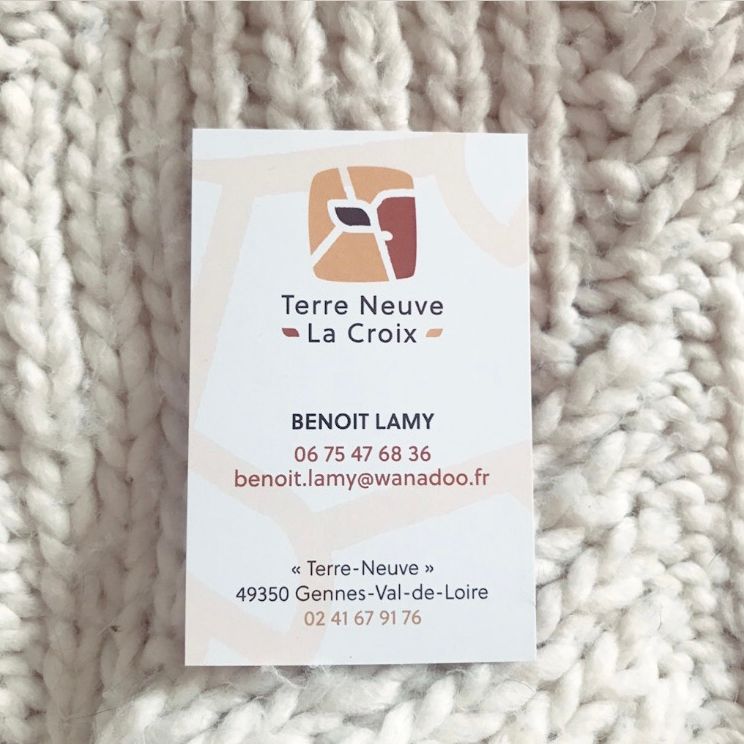 Terre Neuve
La Croix
BENOIT LAMY
06 75 47 68 36
benoit.lamy@wanadoo.fr
« Terre-Neuve »
49350 Gennes-Val-de-Loire
02 41 67 91 76